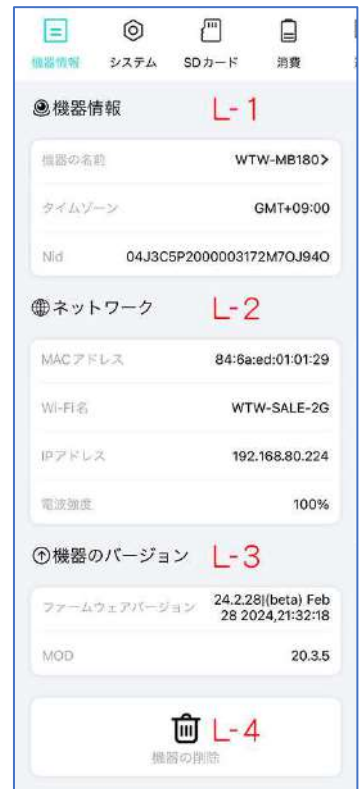 機器情報 システム SDカード 消費
機器情報 L-1
機器の名前 WTW-MB180>
タイムゾーン GMT+09:00
Nid 04J3C5P2000003172M7OJ94O
ネットワーク L-2
MACアドレス 84:6a:ed:01:01:29
Wi-Fi名 WTW-SALE-2G
IPアドレス 192.168.80.224
電波強度 100%
機器のバージョン L-3
ファームウェアバージョン 24.2.28|(beta) Feb
28 2024,21:32:18
MOD 20.3.5
L-4
機器の削除